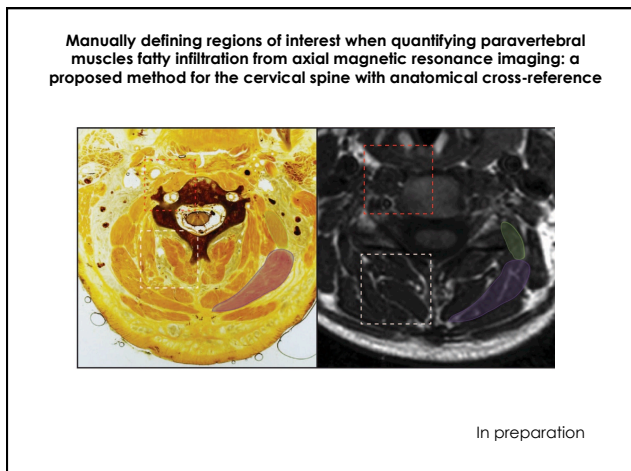 Manually defining regions of interest when quantifying paravertebral
muscles fatty infiltration from axial magnetic resonance imaging: a
proposed method for the cervical spine with anatomical cross-reference
In preparation